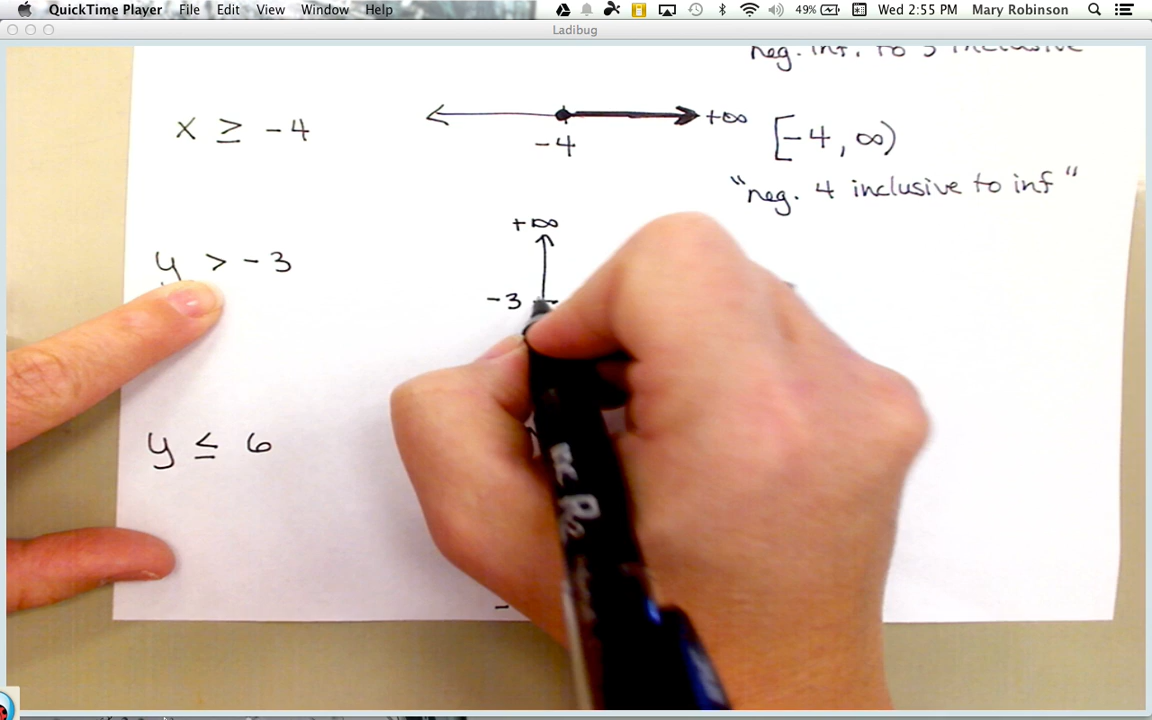 QuickTime Player File Edit View Window Help 49% Wed 2:55 PM Mary Robinson
Ladibug
neg. inf. to 3 inclusive
x ≥ -4
-4
+∞
[-4, ∞)
"neg. 4 inclusive to inf"
+∞
y > -3
-3
y ≤ 6